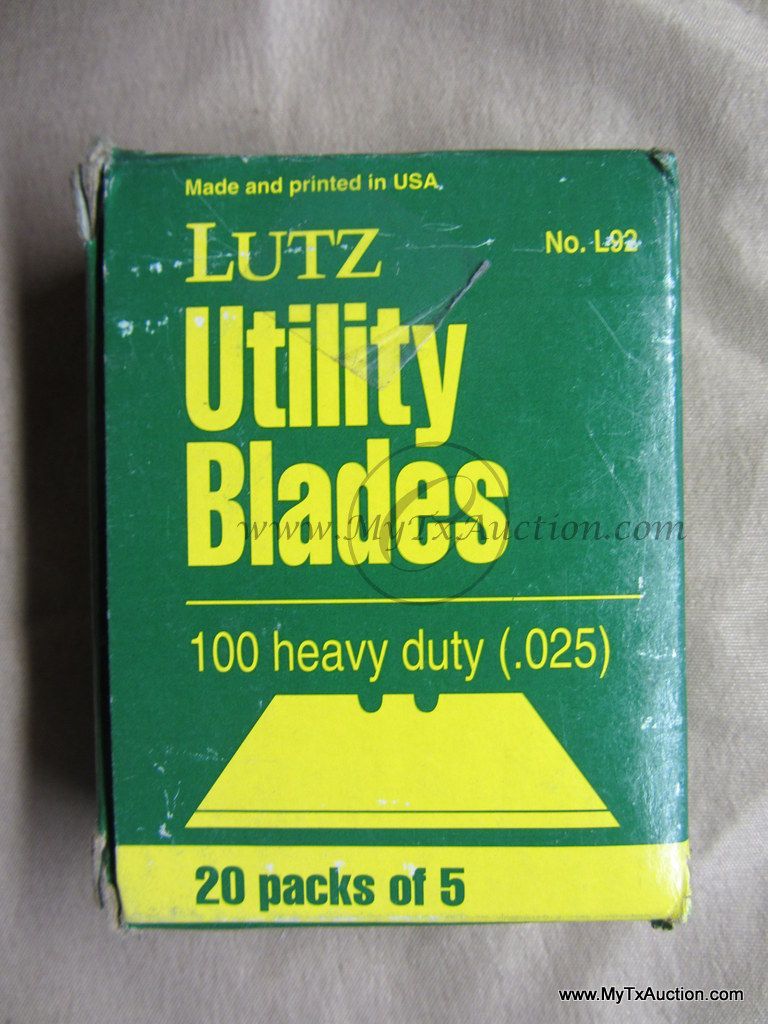 Made and printed in USA.
LUTZ
No. L92
Utility
Blades
www.MyTxAuction.com
100 heavy duty (.025)
20 packs of 5
www.MyTxAuction.com